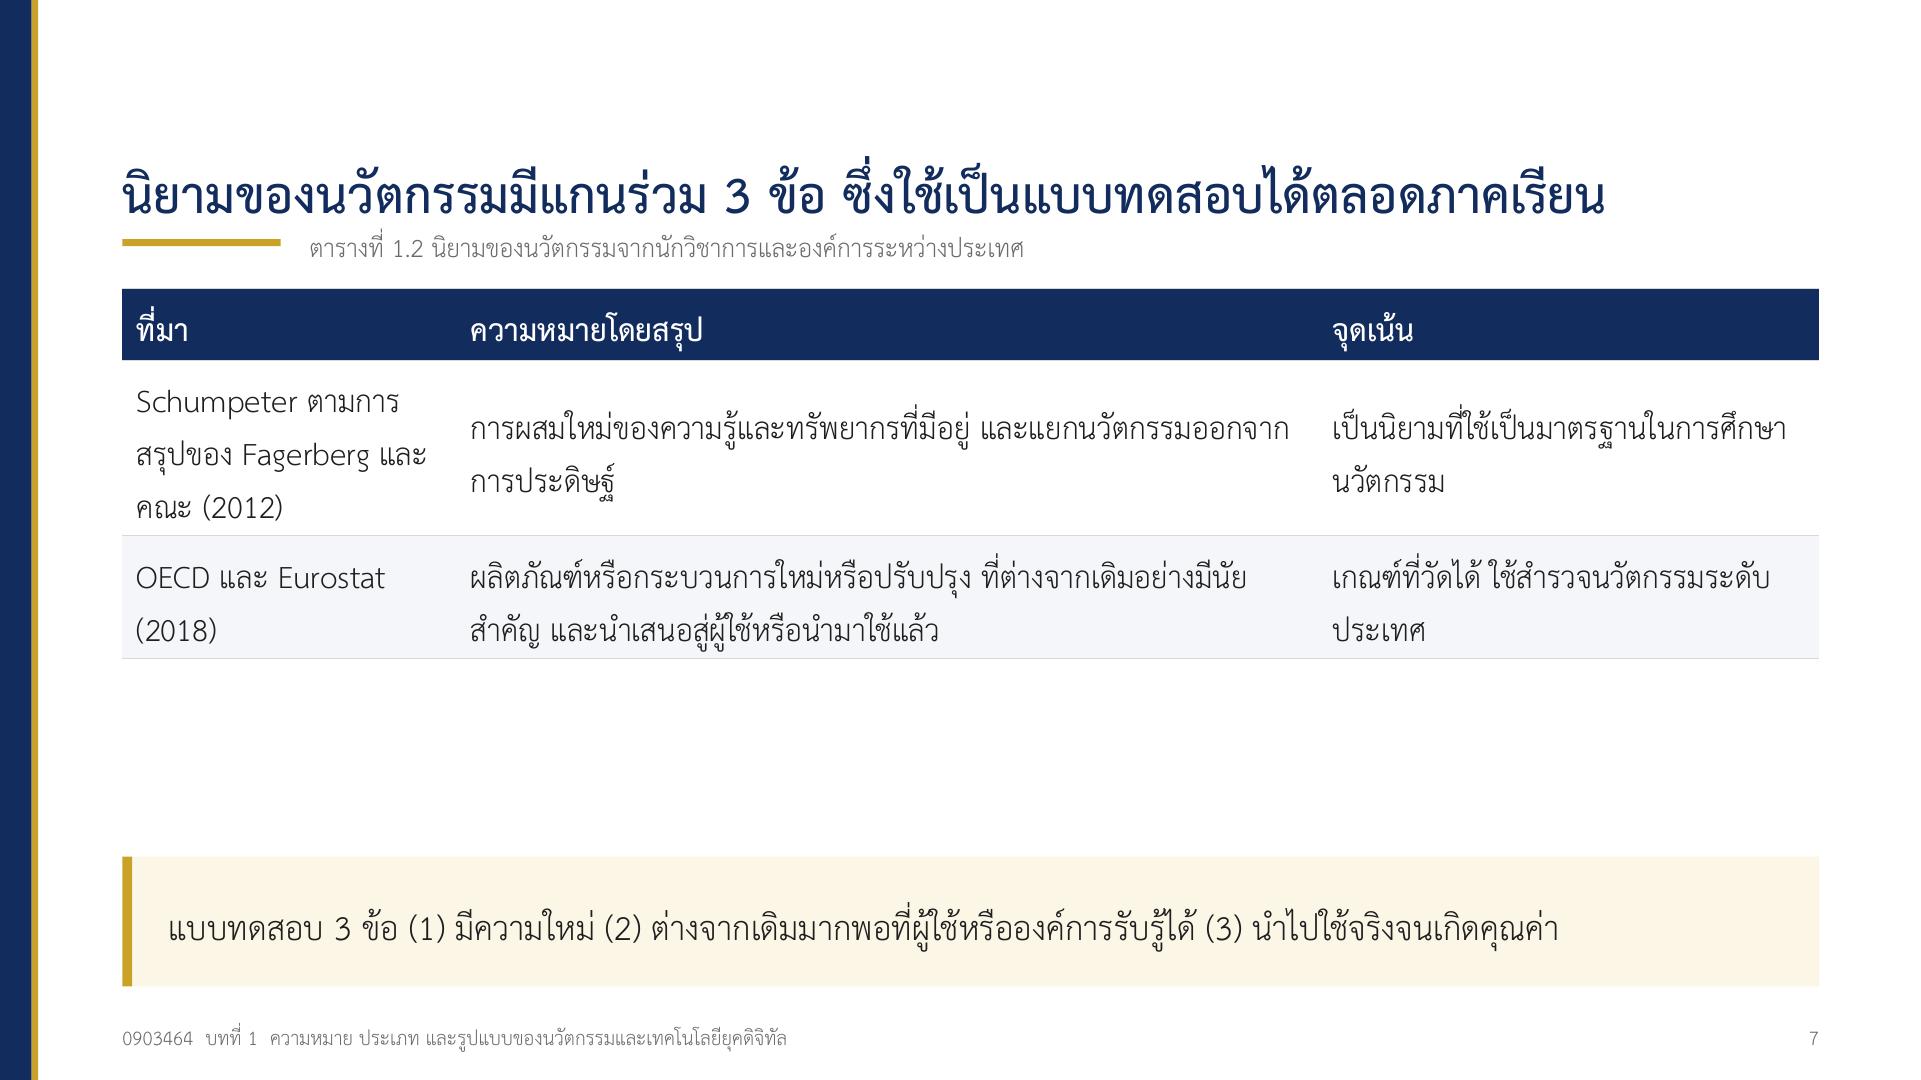 นิยามของนวัตกรรมมีแกนร่วม 3 ข้อ ซึ่งใช้เป็นแบบทดสอบได้ตลอดภาคเรียน
ตารางที่ 1.2 นิยามของนวัตกรรมจากนักวิชาการและองค์การระหว่างประเทศ
ที่มา ความหมายโดยสรุป จุดเน้น
Schumpeter ตามการ
สรุปของ Fagerberg และ
คณะ (2012)
การผสมใหม่ของความรู้และทรัพยากรที่มีอยู่ และแยกนวัตกรรมออกจาก
การประดิษฐ์
เป็นนิยามที่ใช้เป็นมาตรฐานในการศึกษา
นวัตกรรม
OECD และ Eurostat
(2018)
ผลิตภัณฑ์หรือกระบวนการใหม่หรือปรับปรุง ที่ต่างจากเดิมอย่างมีนัย
สำคัญ และนำเสนอสู่ผู้ใช้หรือนำมาใช้แล้ว
เกณฑ์ที่วัดได้ ใช้สำรวจนวัตกรรมระดับ
ประเทศ
แบบทดสอบ 3 ข้อ (1) มีความใหม่ (2) ต่างจากเดิมมากพอที่ผู้ใช้หรือองค์การรับรู้ได้ (3) นำไปใช้จริงจนเกิดคุณค่า
0903464 บทที่ 1 ความหมาย ประเภท และรูปแบบของนวัตกรรมและเทคโนโลยียุคดิจิทัล
7